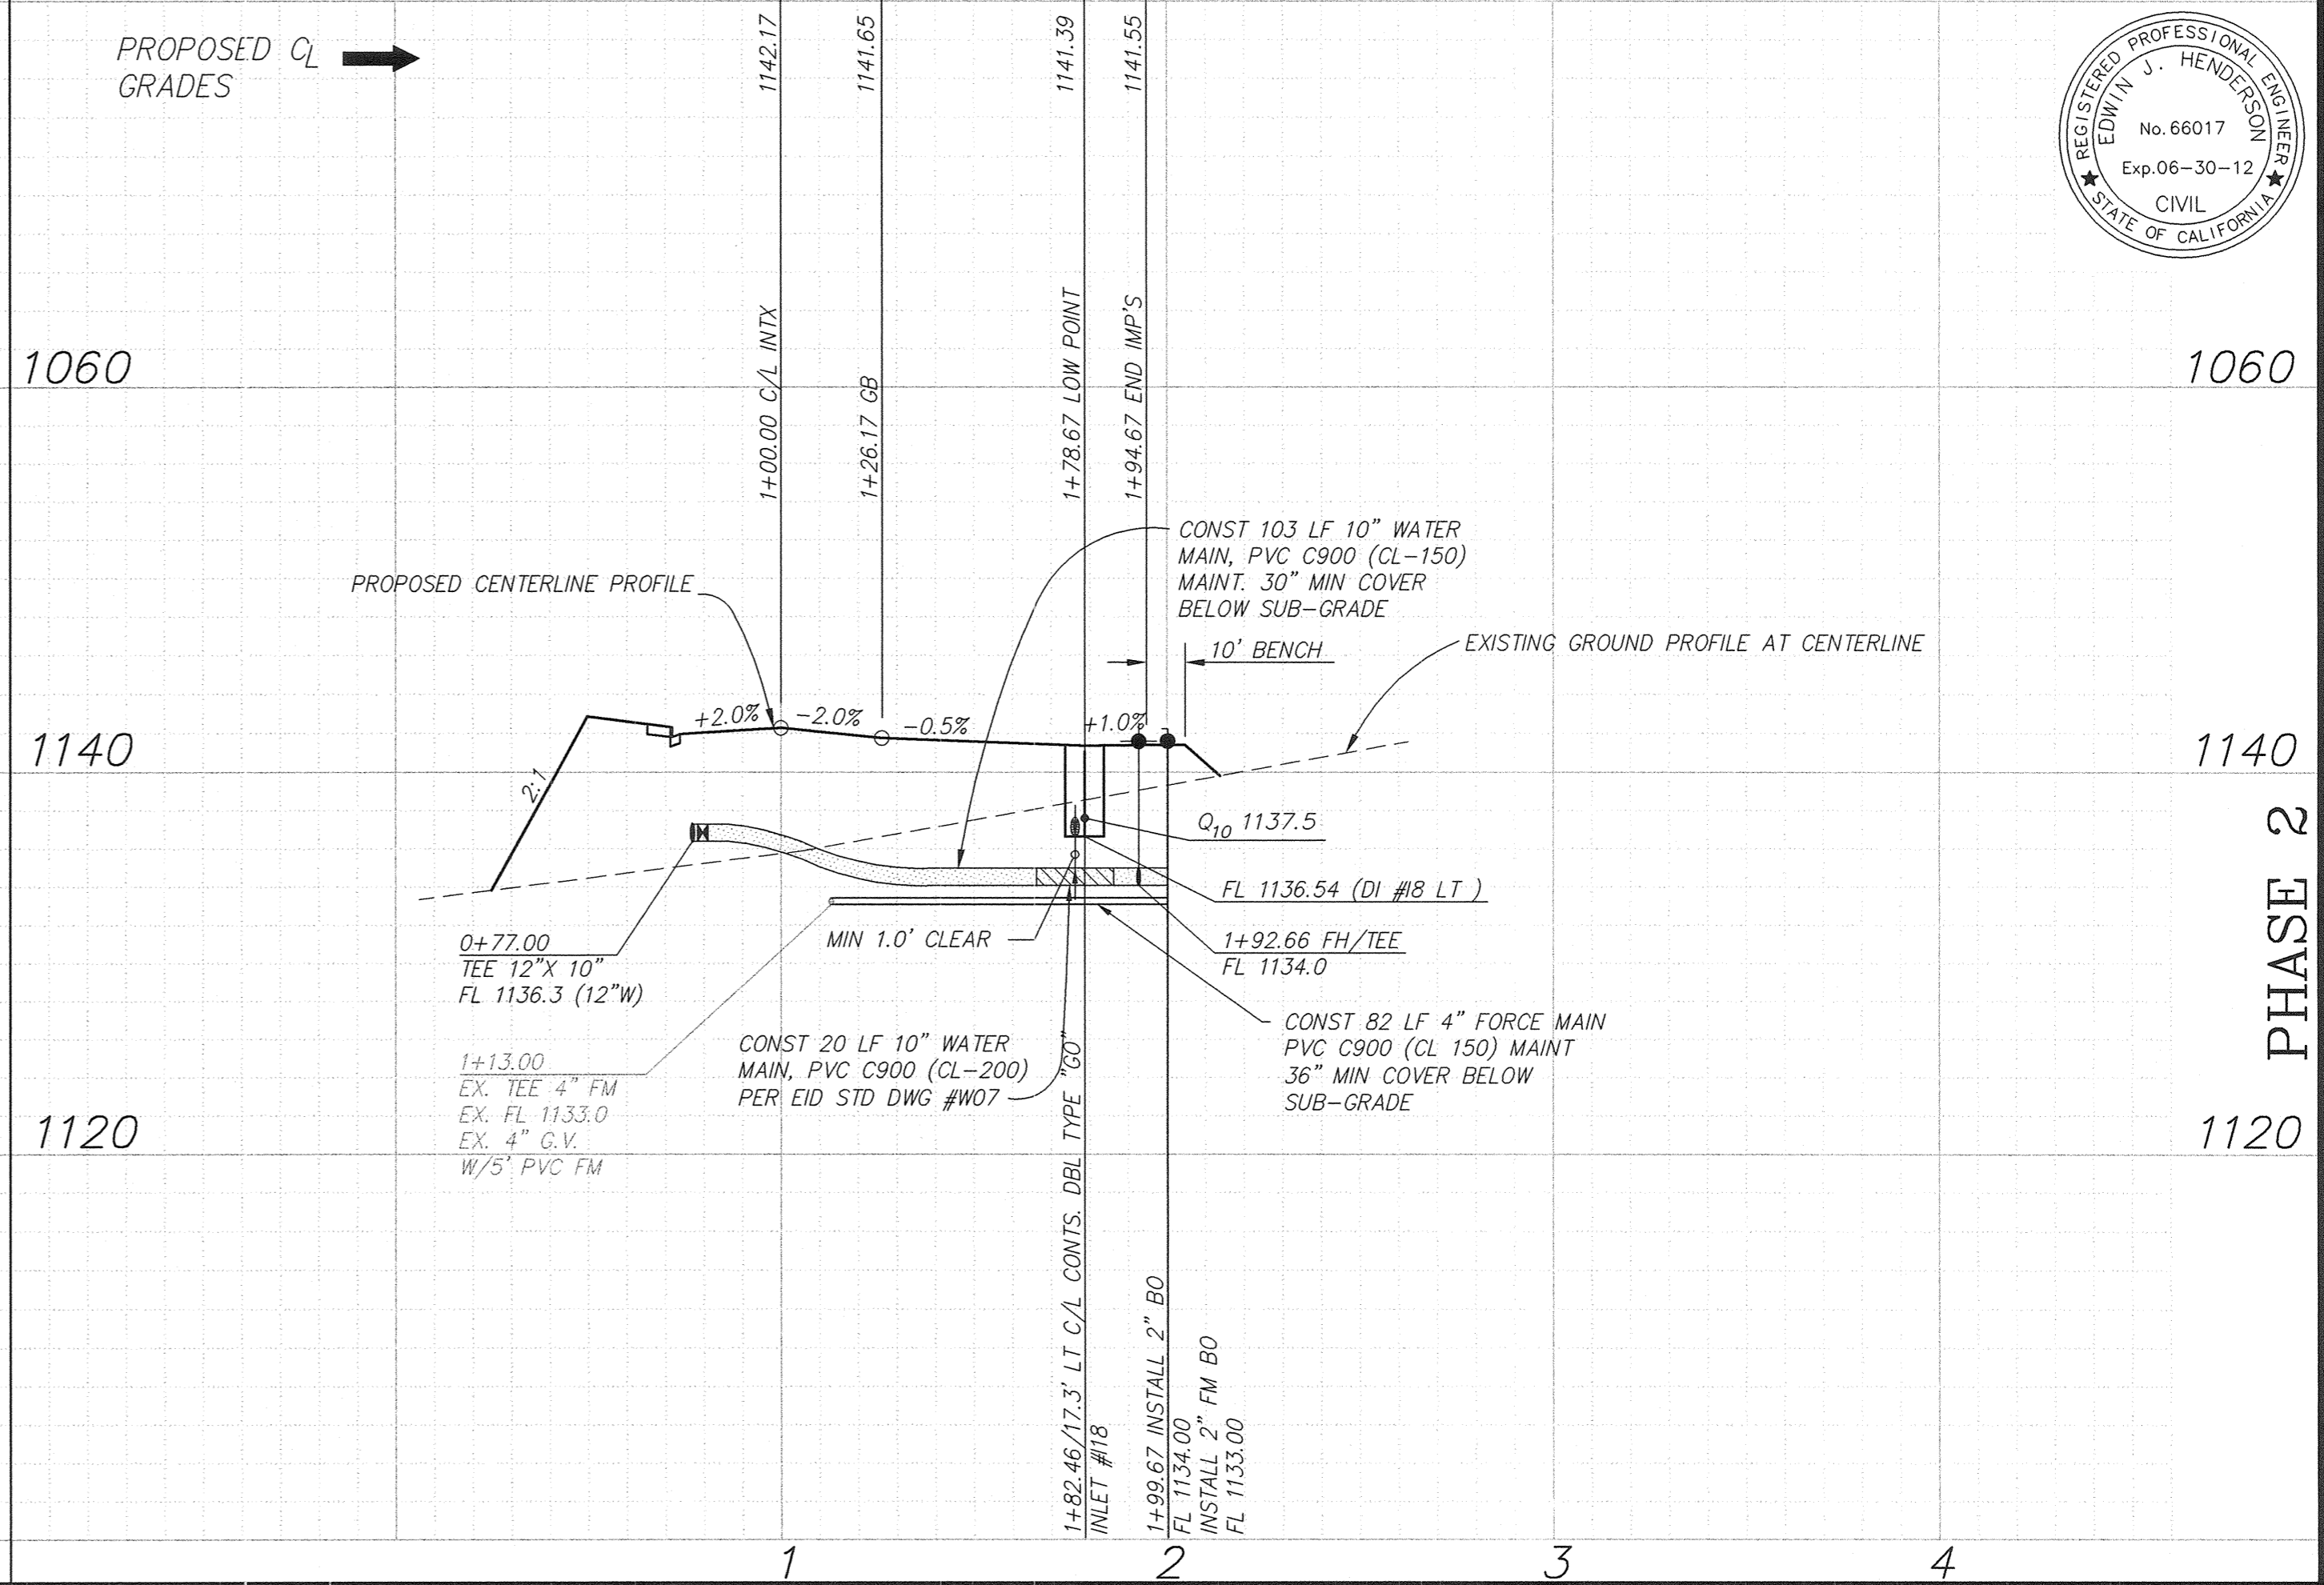 PROPOSED CL
GRADES
1142.17
1141.65
1141.39
1141.55
REGISTERED PROFESSIONAL ENGINEER
EDWIN J. HENDERSON
No. 66017
Exp.06-30-12
CIVIL
STATE OF CALIFORNIA
1+00.00 C/L INTX
1+26.17 GB
1+78.67 LOW POINT
1+94.67 END IMP'S
1060
1060
CONST 103 LF 10" WATER
MAIN, PVC C900 (CL-150)
MAINT. 30" MIN COVER
BELOW SUB-GRADE
PROPOSED CENTERLINE PROFILE
10' BENCH
EXISTING GROUND PROFILE AT CENTERLINE
+2.0%
-2.0%
-0.5%
+1.0%
1140
1140
2:1
Q10 1137.5
FL 1136.54 (DI #18 LT )
MIN 1.0' CLEAR
1+92.66 FH/TEE
FL 1134.0
0+77.00
TEE 12"X 10"
FL 1136.3 (12"W)
CONST 20 LF 10" WATER
MAIN, PVC C900 (CL-200)
PER EID STD DWG #W07
CONST 82 LF 4" FORCE MAIN
PVC C900 (CL 150) MAINT
36" MIN COVER BELOW
SUB-GRADE
1+13.00
EX. TEE 4" FM
EX. FL 1133.0
EX. 4" G.V.
W/5' PVC FM
1120
1120
PHASE 2
1+82.46/17.3' LT C/L CONTS. DBL TYPE "GO"
INLET #118
1+99.67 INSTALL 2" BO
FL 1134.00
INSTALL 2" FM BO
FL 1133.00
1
2
3
4